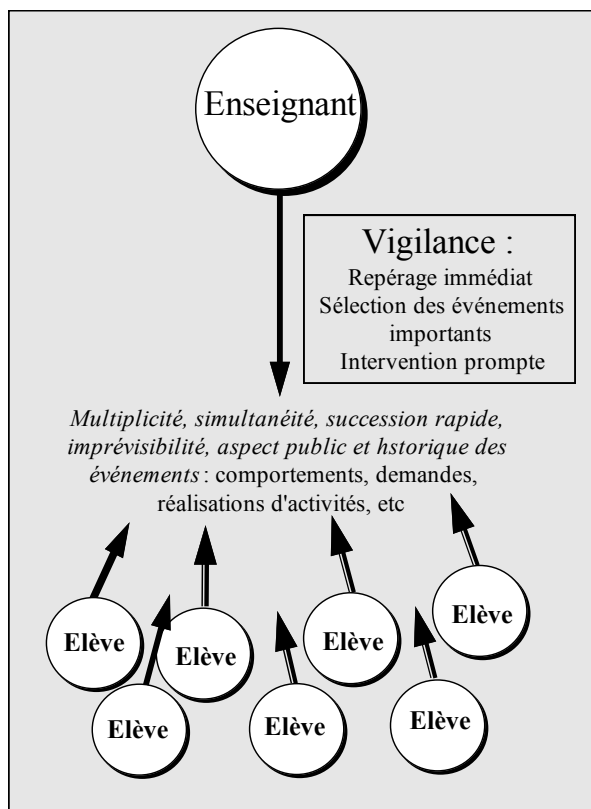 Enseignant
Vigilance :
Repérage immédiat
Sélection des événements
importants
Intervention prompte
Multiplicité, simultanéité, succession rapide,
imprévisibilité, aspect public et hstorique des
événements : comportements, demandes,
réalisations d'activités, etc
Elève
Elève
Elève
Elève
Elève
Elève
Elève